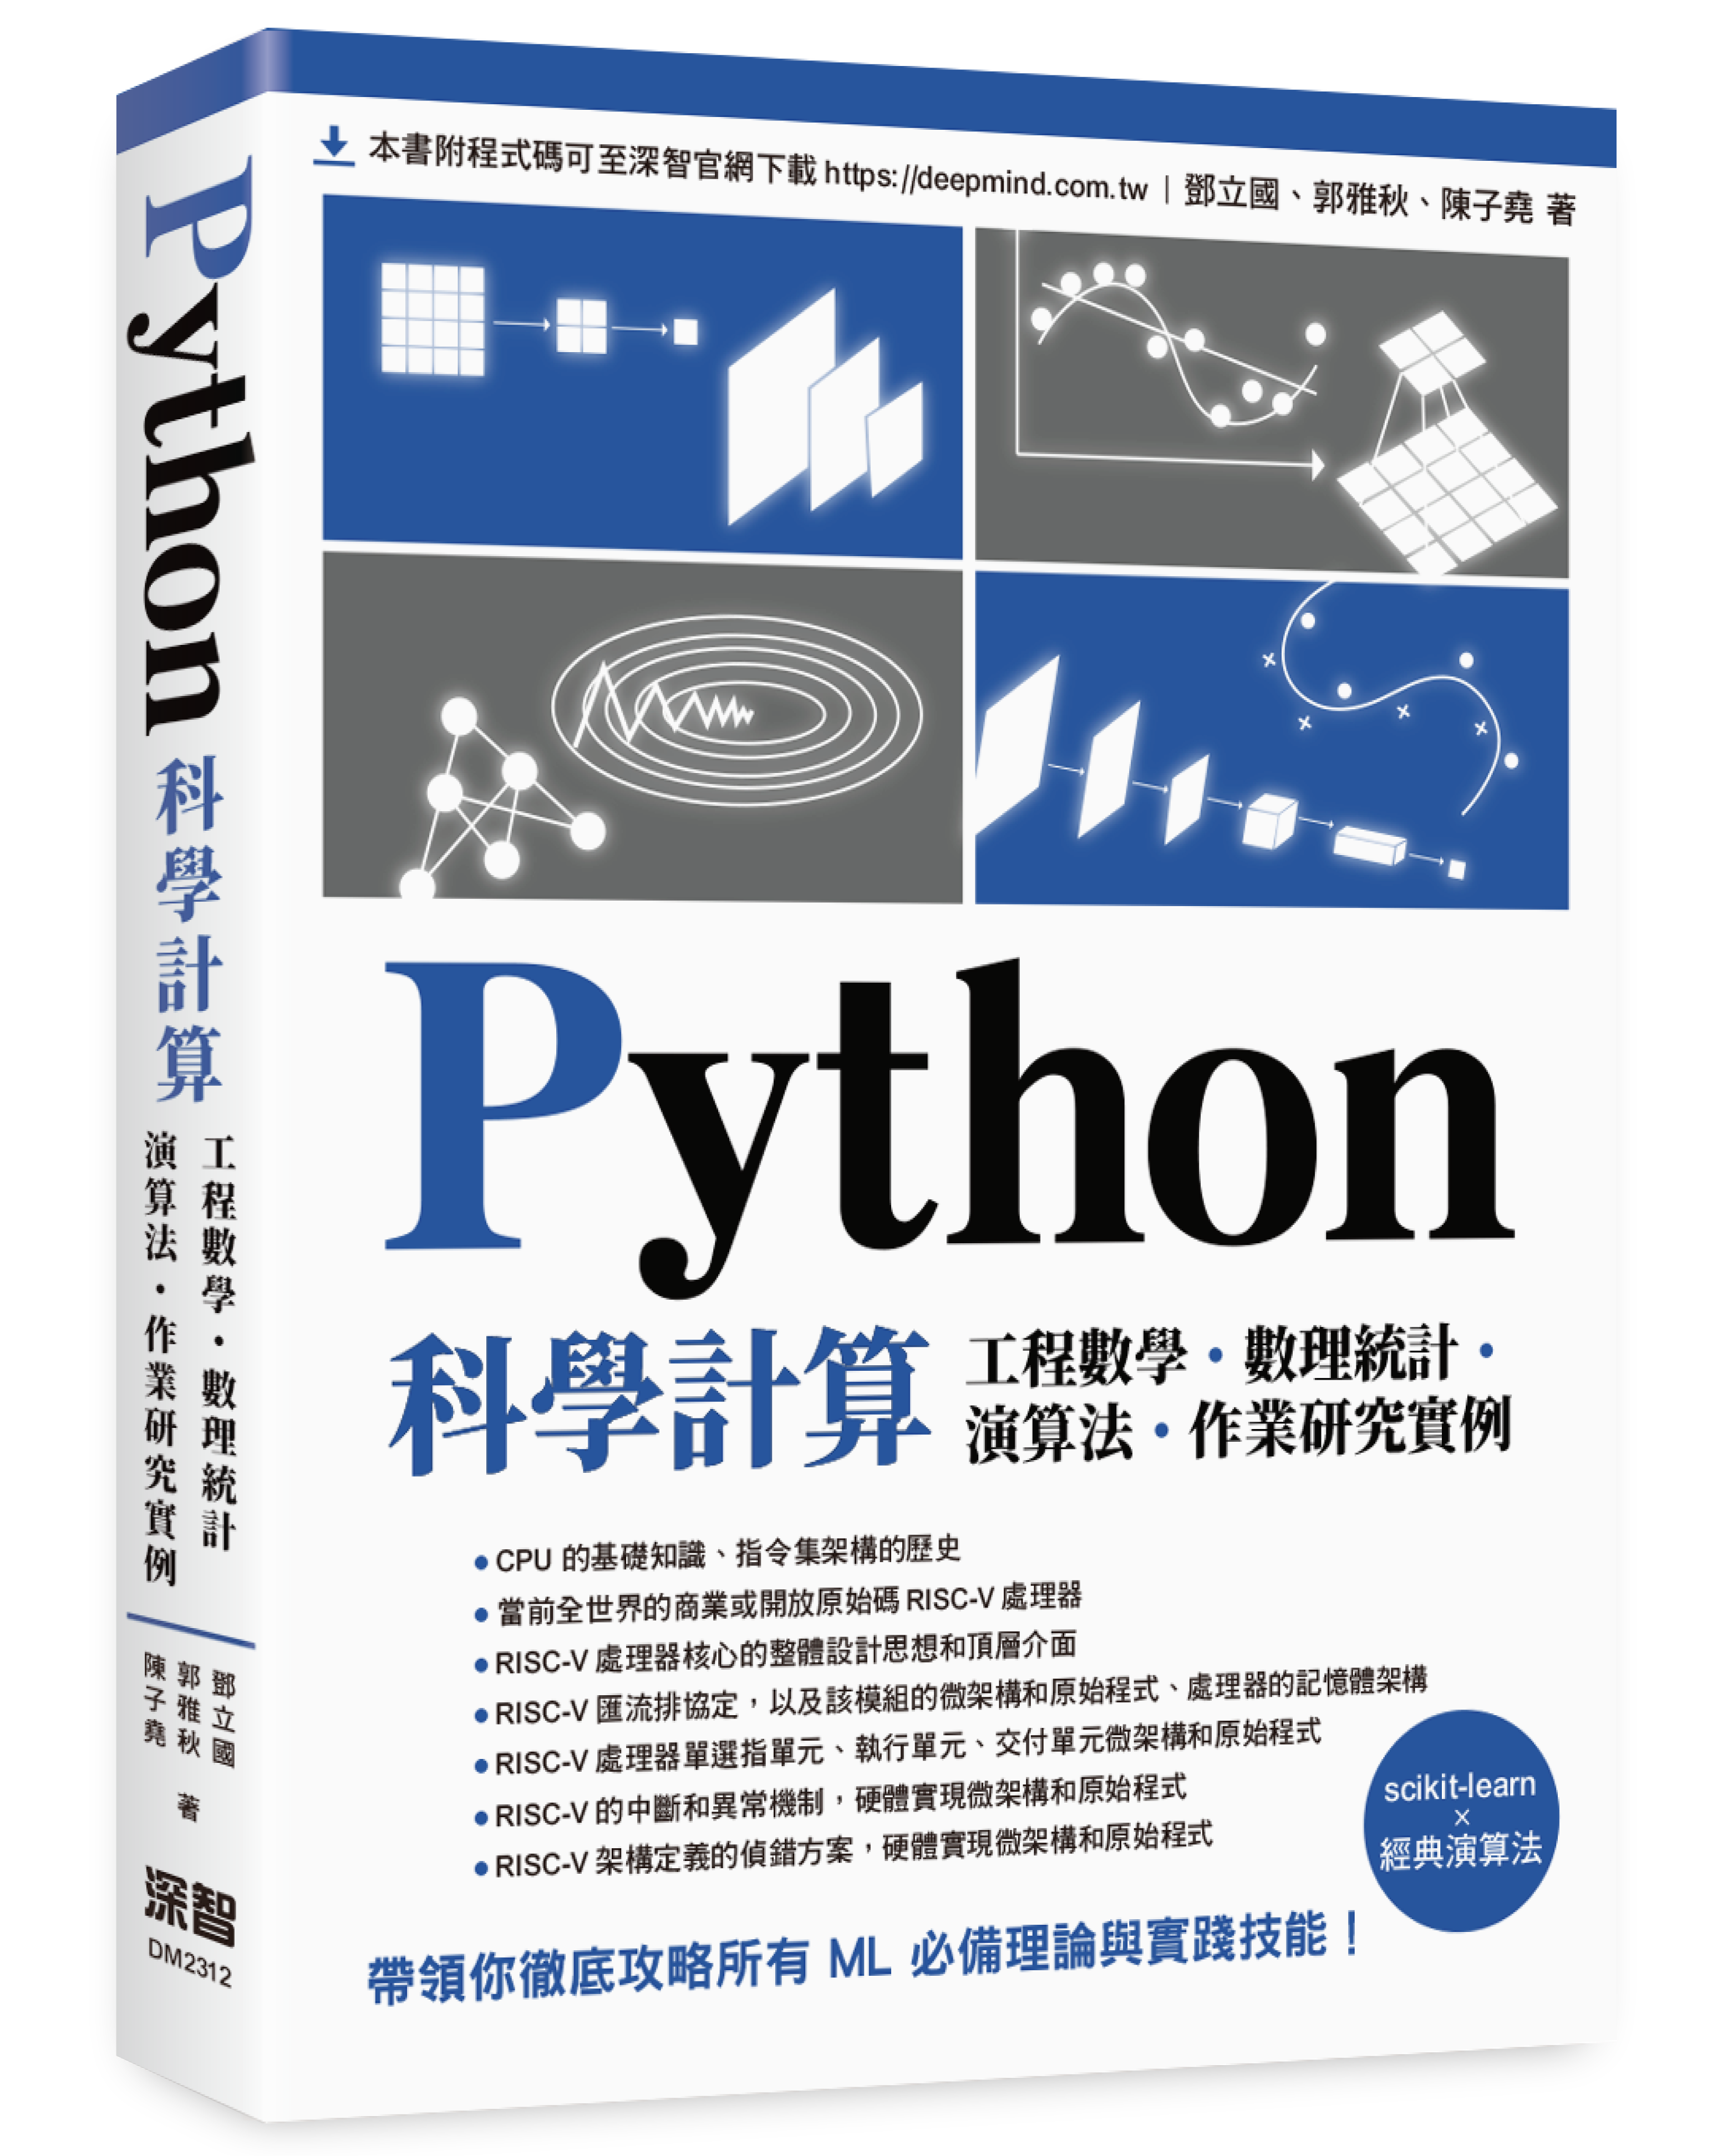 本書附程式碼可至深智官網下載 https://deepmind.com.tw | 鄧立國、郭雅秋、陳子堯 著
Python
科學計算
工程數學・數理統計・
演算法・作業研究實例
●CPU 的基礎知識、指令集架構的歷史
●當前全世界的商業或開放原始碼 RISC-V 處理器
●RISC-V 處理器核心的整體設計思想和頂層介面
●RISC-V 匯流排協定，以及該模組的微架構和原始程式、處理器的記憶體架構
●RISC-V 處理器單選指單元、執行單元、交付單元微架構和原始程式
●RISC-V 的中斷和異常機制，硬體實現微架構和原始程式
●RISC-V 架構定義的偵錯方案，硬體實現微架構和原始程式
scikit-learn
×
經典演算法
帶領你徹底攻略所有 ML 必備理論與實踐技能！
Python
科學計算
工程數學・數理統計
演算法・作業研究實例
鄧立國
郭雅秋 著
陳子堯
深智
DM2312